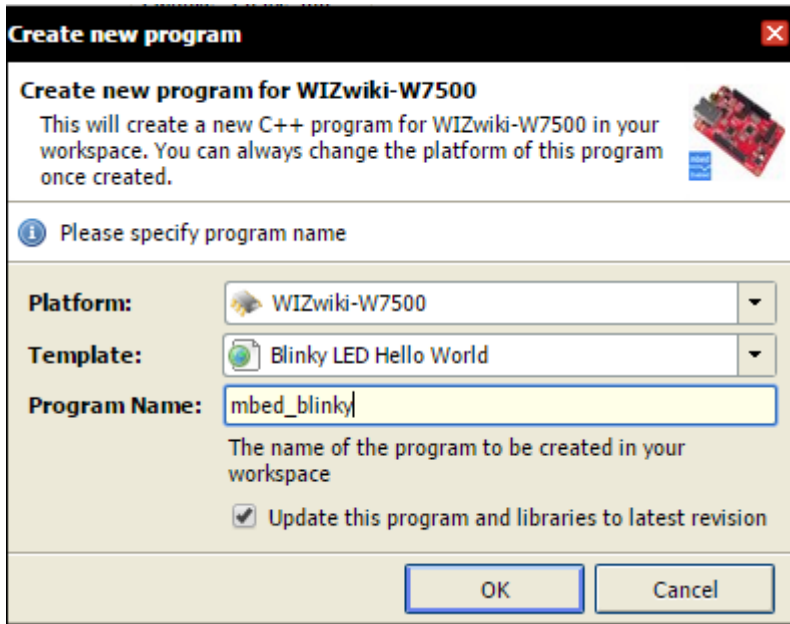 Create new program
Create new program for WIZwiki-W7500
This will create a new C++ program for WIZwiki-W7500 in your
workspace. You can always change the platform of this program
once created.
Please specify program name
Platform: WIZwiki-W7500
Template: Blinky LED Hello World
Program Name: mbed_blinky
The name of the program to be created in your
workspace
Update this program and libraries to latest revision
OK Cancel